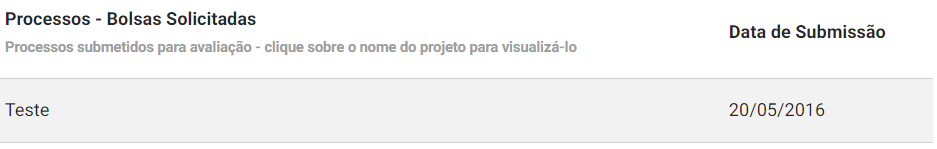 Processos - Bolsas Solicitadas
Data de Submissão
Processos submetidos para avaliação - clique sobre o nome do projeto para visualizá-lo
Teste
20/05/2016